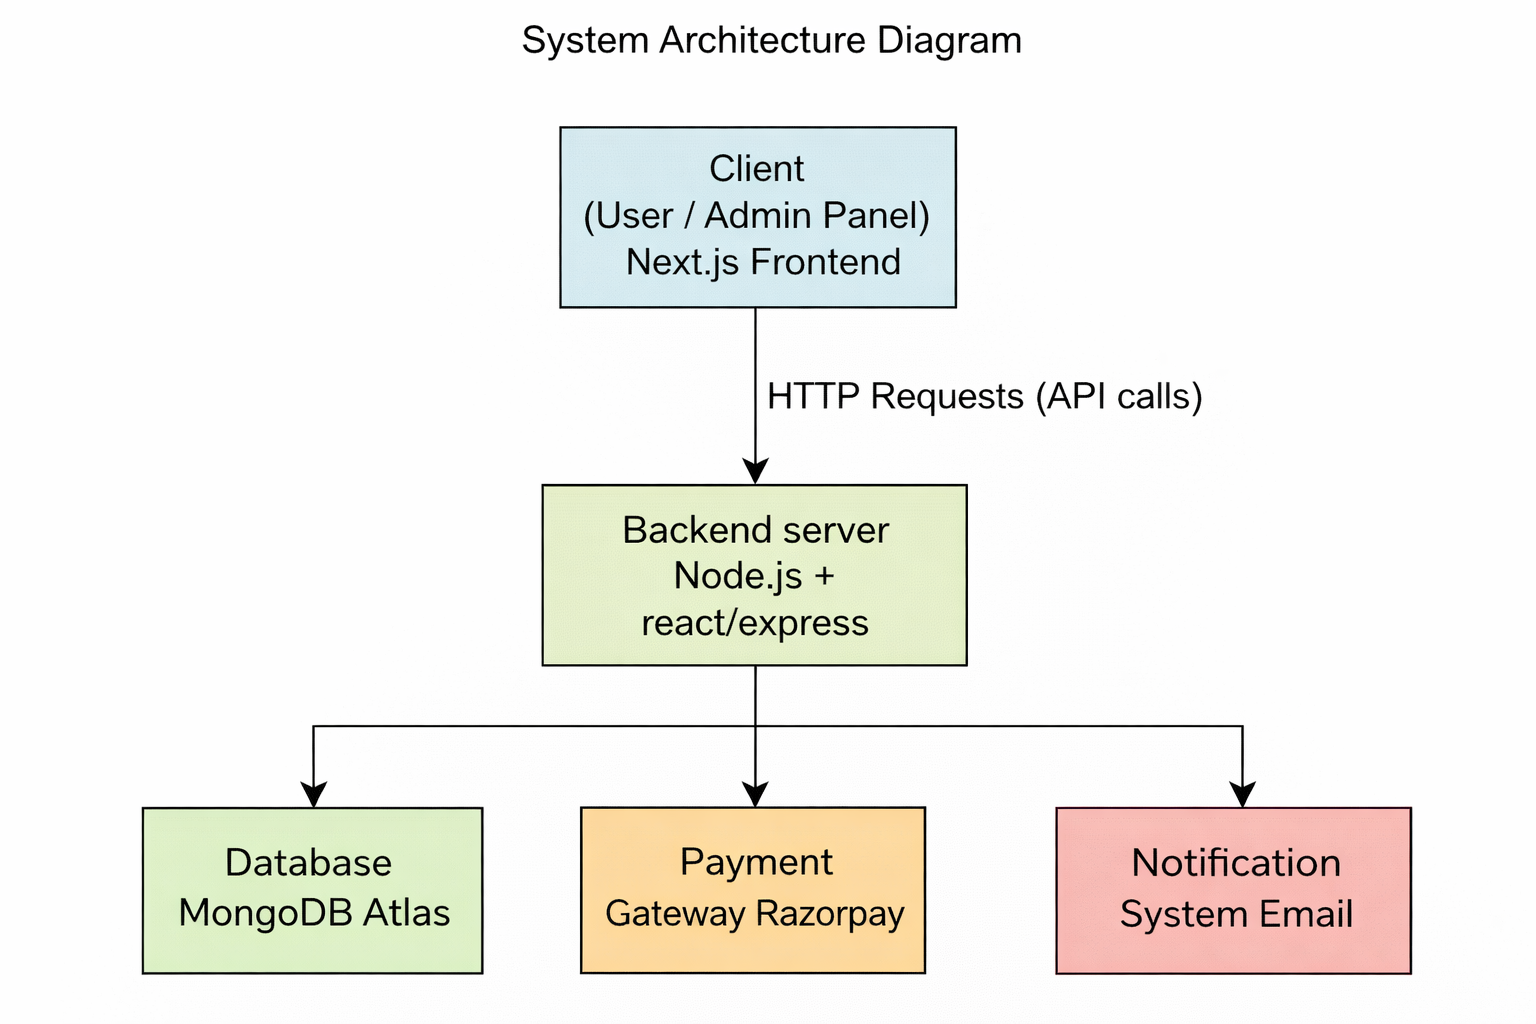 System Architecture Diagram
Client
(User / Admin Panel)
Next.js Frontend
HTTP Requests (API calls)
Backend server
Node.js +
react/express
Database
MongoDB Atlas
Payment
Gateway Razorpay
Notification
System Email